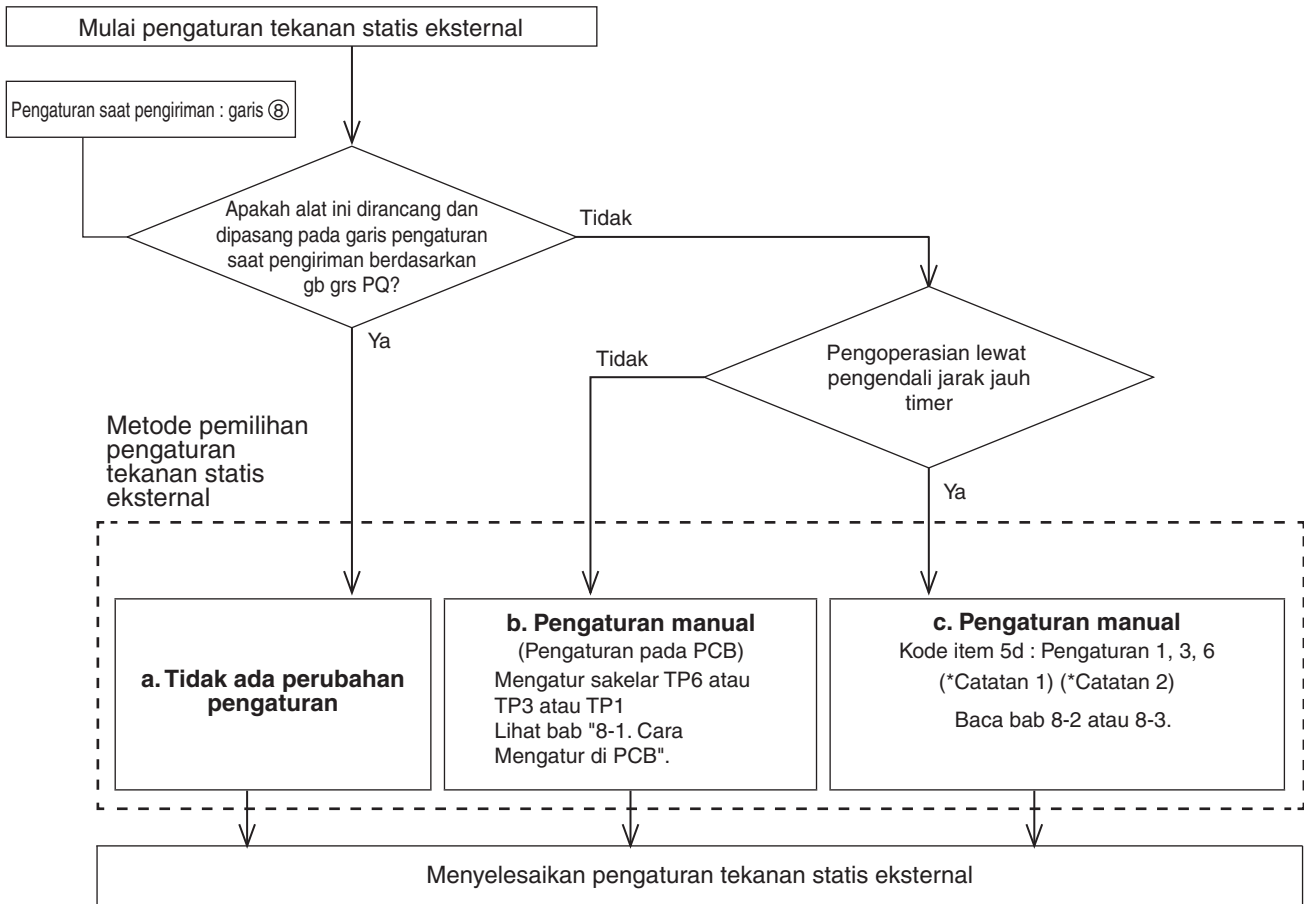 Mulai pengaturan tekanan statis eksternal
Pengaturan saat pengiriman : garis ⑧
Apakah alat ini dirancang dan
dipasang pada garis pengaturan
saat pengiriman berdasarkan
gb grs PQ?
Tidak
Ya
Pengoperasian lewat
pengendali jarak jauh
timer
Tidak
Ya
Metode pemilihan
pengaturan
tekanan statis
eksternal
a. Tidak ada perubahan
pengaturan
b. Pengaturan manual
(Pengaturan pada PCB)
Mengatur sakelar TP6 atau
TP3 atau TP1
Lihat bab "8-1. Cara
Mengatur di PCB".
c. Pengaturan manual
Kode item 5d : Pengaturan 1, 3, 6
(*Catatan 1) (*Catatan 2)
Baca bab 8-2 atau 8-3.
Menyelesaikan pengaturan tekanan statis eksternal